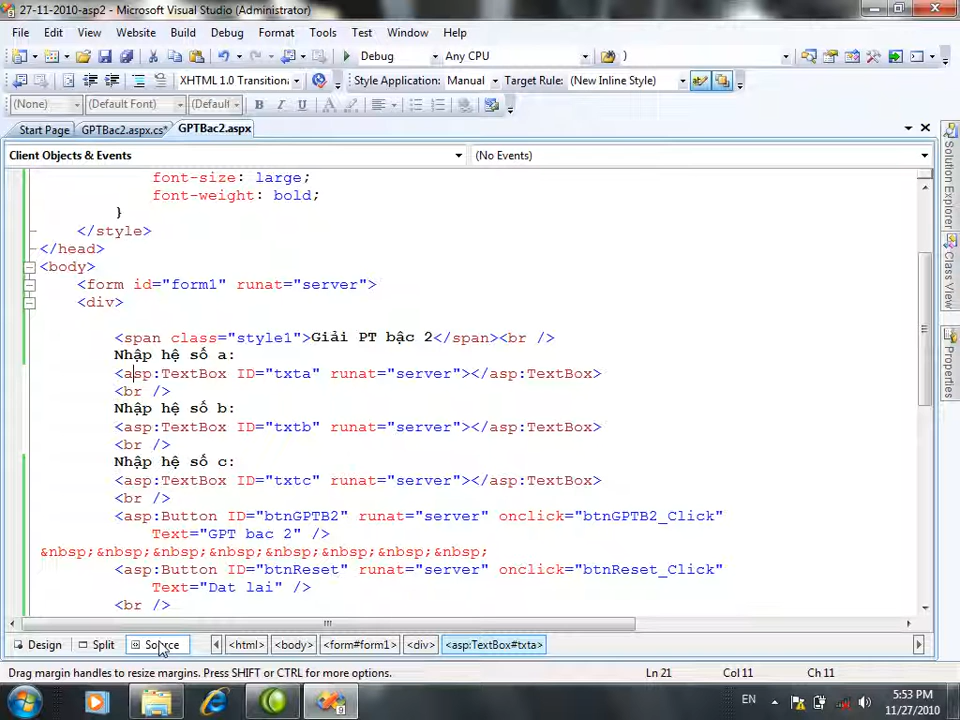 27-11-2010-asp2 - Microsoft Visual Studio (Administrator)
File Edit View Website Build Debug Format Tools Test Window Help
Debug Any CPU )
XHTML 1.0 Transition Style Application: Manual Target Rule: (New Inline Style)
(None) (Default Font) (Default B I U A
Start Page GPTBac2.aspx.cs* GPTBac2.aspx
Client Objects & Events (No Events)
font-size: large;
font-weight: bold;
}
</style>
</head>
<body>
<form id="form1" runat="server">
<div>
<span class="style1">Giải PT bậc 2</span><br />
Nhập hệ số a:
<asp:TextBox ID="txta" runat="server"></asp:TextBox>
<br />
Nhập hệ số b:
<asp:TextBox ID="txtb" runat="server"></asp:TextBox>
<br />
Nhập hệ số c:
<asp:TextBox ID="txtc" runat="server"></asp:TextBox>
<br />
<asp:Button ID="btnGPTB2" runat="server" onclick="btnGPTB2_Click"
Text="GPT bac 2" />
&nbsp;&nbsp;&nbsp;&nbsp;&nbsp;&nbsp;&nbsp;&nbsp;
<asp:Button ID="btnReset" runat="server" onclick="btnReset_Click"
Text="Dat lai" />
<br />
Design Split Source <html> <body> <form#form1> <div> <asp:TextBox#txta>
Drag margin handles to resize margins. Press SHIFT or CTRL for more options. Ln 21 Col 11 Ch 11
EN 5:53 PM
11/27/2010
Solution Explorer
Class View
Properties